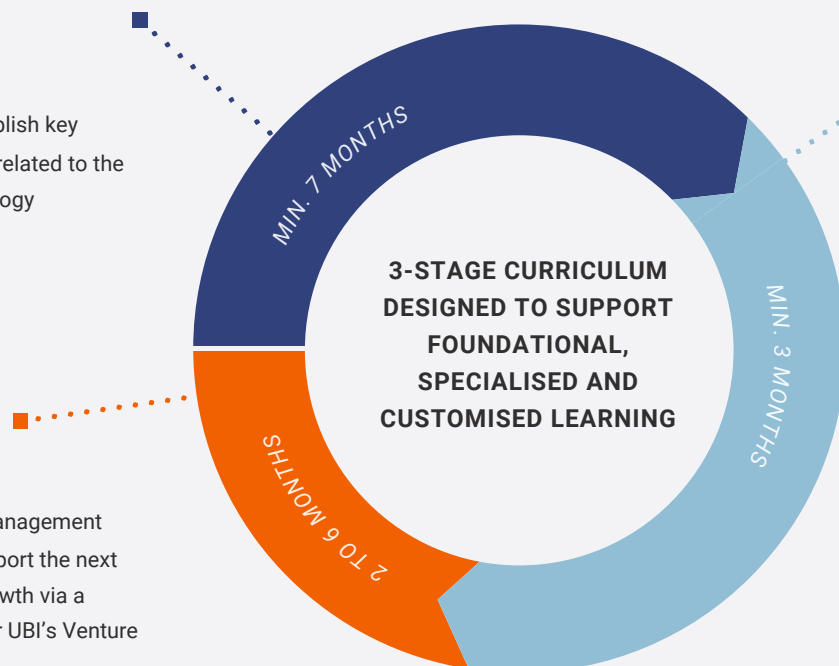 plish key
related to the
ogy
MIN. 7 MONTHS
3-STAGE CURRICULUM
DESIGNED TO SUPPORT
FOUNDATIONAL,
SPECIALISED AND
CUSTOMISED LEARNING
MIN. 3 MONTHS
2 TO 6 MONTHS
anagement
port the next
wth via a
r UBI's Venture